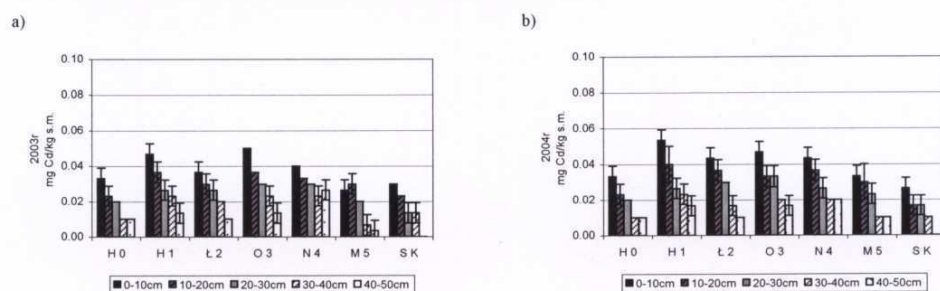 a)
2003r
mg Cd/kg s.m.
0.10
0.08
0.06
0.04
0.02
0.00
H 0 H 1 Ł 2 O 3 N 4 M 5 S K
0-10cm 10-20cm 20-30cm 30-40cm 40-50cm
b)
2004r
mg Cd/kg s.m.
0.10
0.08
0.06
0.04
0.02
0.00
H 0 H 1 Ł 2 O 3 N 4 M 5 S K
0-10cm 10-20cm 20-30cm 30-40cm 40-50cm